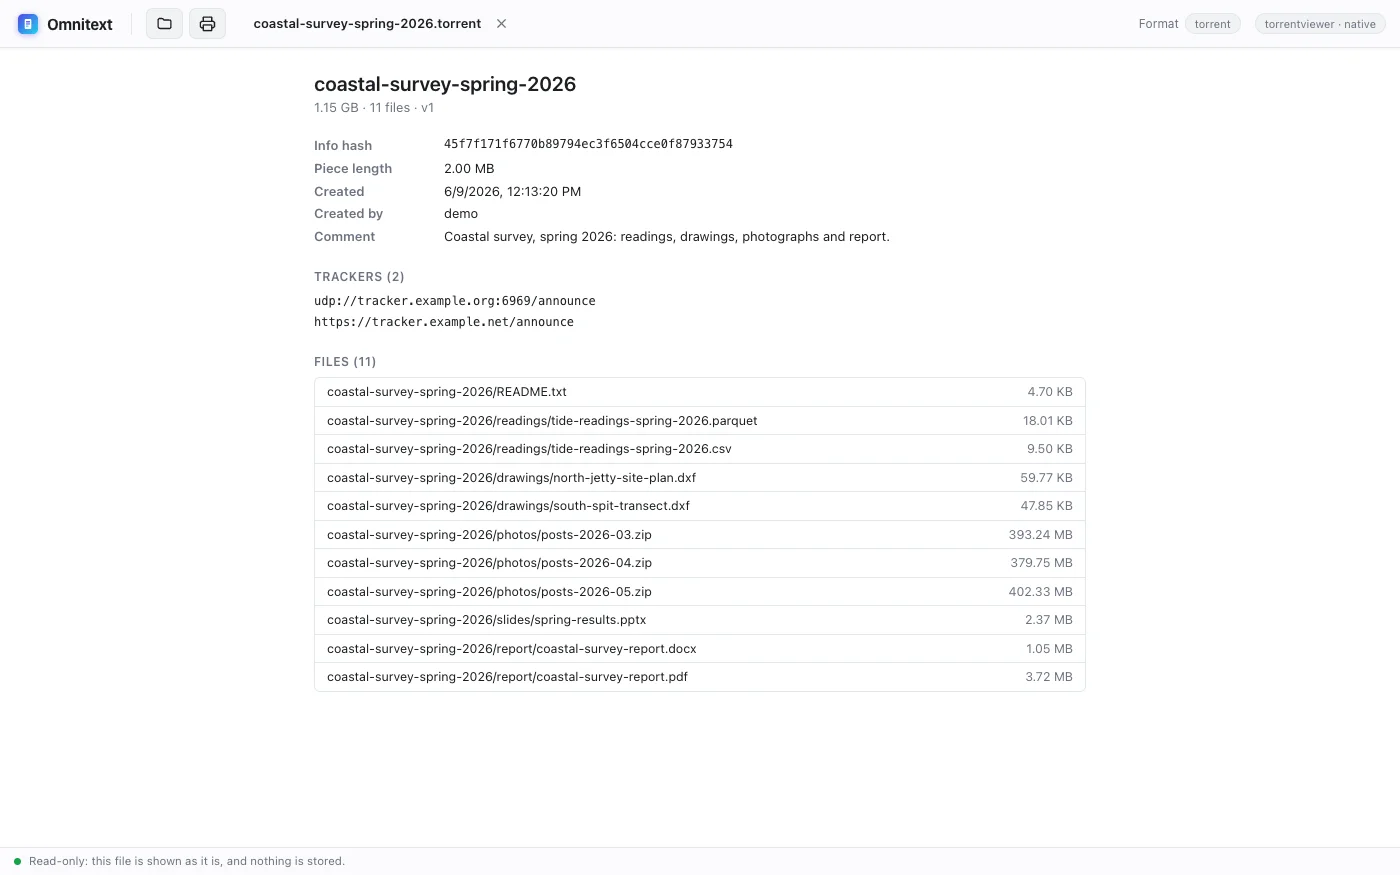 Omnitext
coastal-survey-spring-2026.torrent
Format torrent torrentviewer · native
coastal-survey-spring-2026
1.15 GB · 11 files · v1
Info hash 45f7f171f6770b89794ec3f6504cce0f87933754
Piece length 2.00 MB
Created 6/9/2026, 12:13:20 PM
Created by demo
Comment Coastal survey, spring 2026: readings, drawings, photographs and report.
TRACKERS (2)
udp://tracker.example.org:6969/announce
https://tracker.example.net/announce
FILES (11)
coastal-survey-spring-2026/README.txt 4.70 KB
coastal-survey-spring-2026/readings/tide-readings-spring-2026.parquet 18.01 KB
coastal-survey-spring-2026/readings/tide-readings-spring-2026.csv 9.50 KB
coastal-survey-spring-2026/drawings/north-jetty-site-plan.dxf 59.77 KB
coastal-survey-spring-2026/drawings/south-spit-transect.dxf 47.85 KB
coastal-survey-spring-2026/photos/posts-2026-03.zip 393.24 MB
coastal-survey-spring-2026/photos/posts-2026-04.zip 379.75 MB
coastal-survey-spring-2026/photos/posts-2026-05.zip 402.33 MB
coastal-survey-spring-2026/slides/spring-results.pptx 2.37 MB
coastal-survey-spring-2026/report/coastal-survey-report.docx 1.05 MB
coastal-survey-spring-2026/report/coastal-survey-report.pdf 3.72 MB
Read-only: this file is shown as it is, and nothing is stored.